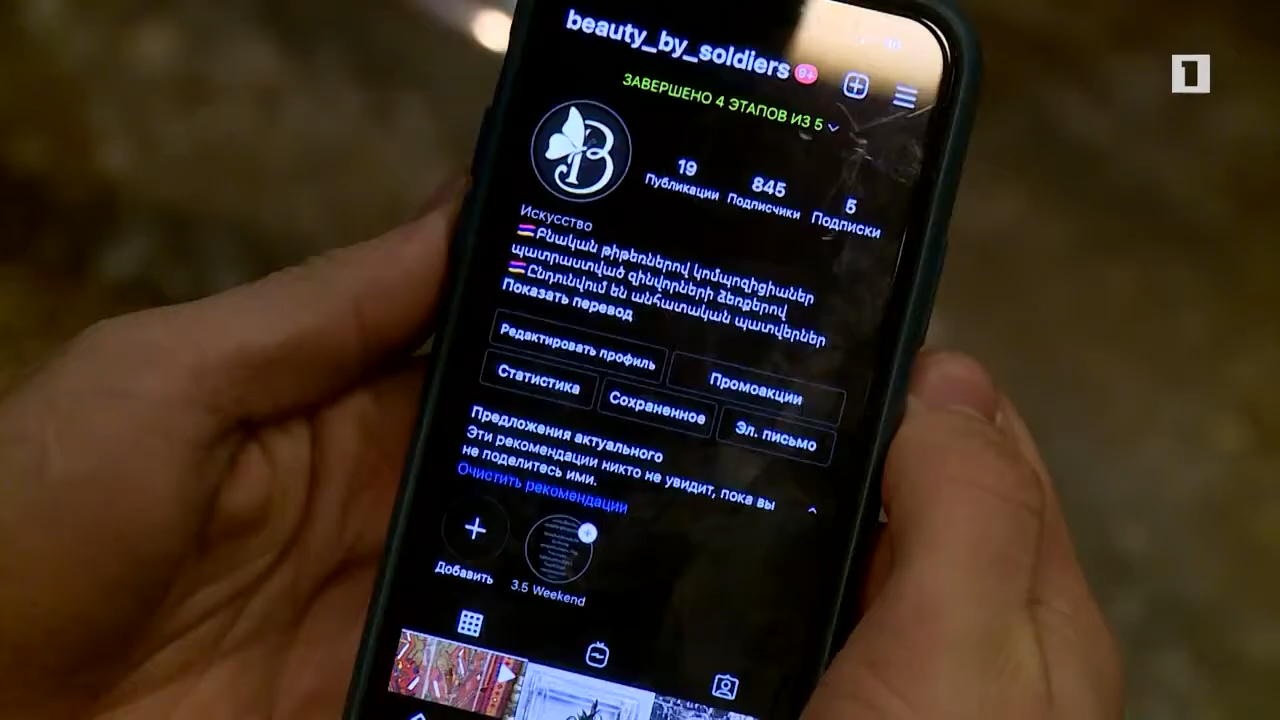 beauty_by_soldiers 9+
ЗАВЕРШЕНО 4 ЭТАПОВ ИЗ 5
B
19
Публикации
845
Подписчики
5
Подписки
Искусство
Բնական թիթեռներով կոմպոզիցիաներ
պատրաստված զինվորների ձեռքերով
Ընդունվում են անհատական պատվերներ
Показать перевод
Редактировать профиль
Промоакции
Статистика
Сохраненное
Эл. письмо
Предложения актуального
Эти рекомендации никто не увидит, пока вы
не поделитесь ими.
Очистить рекомендации
Добавить
3.5 Weekend
1